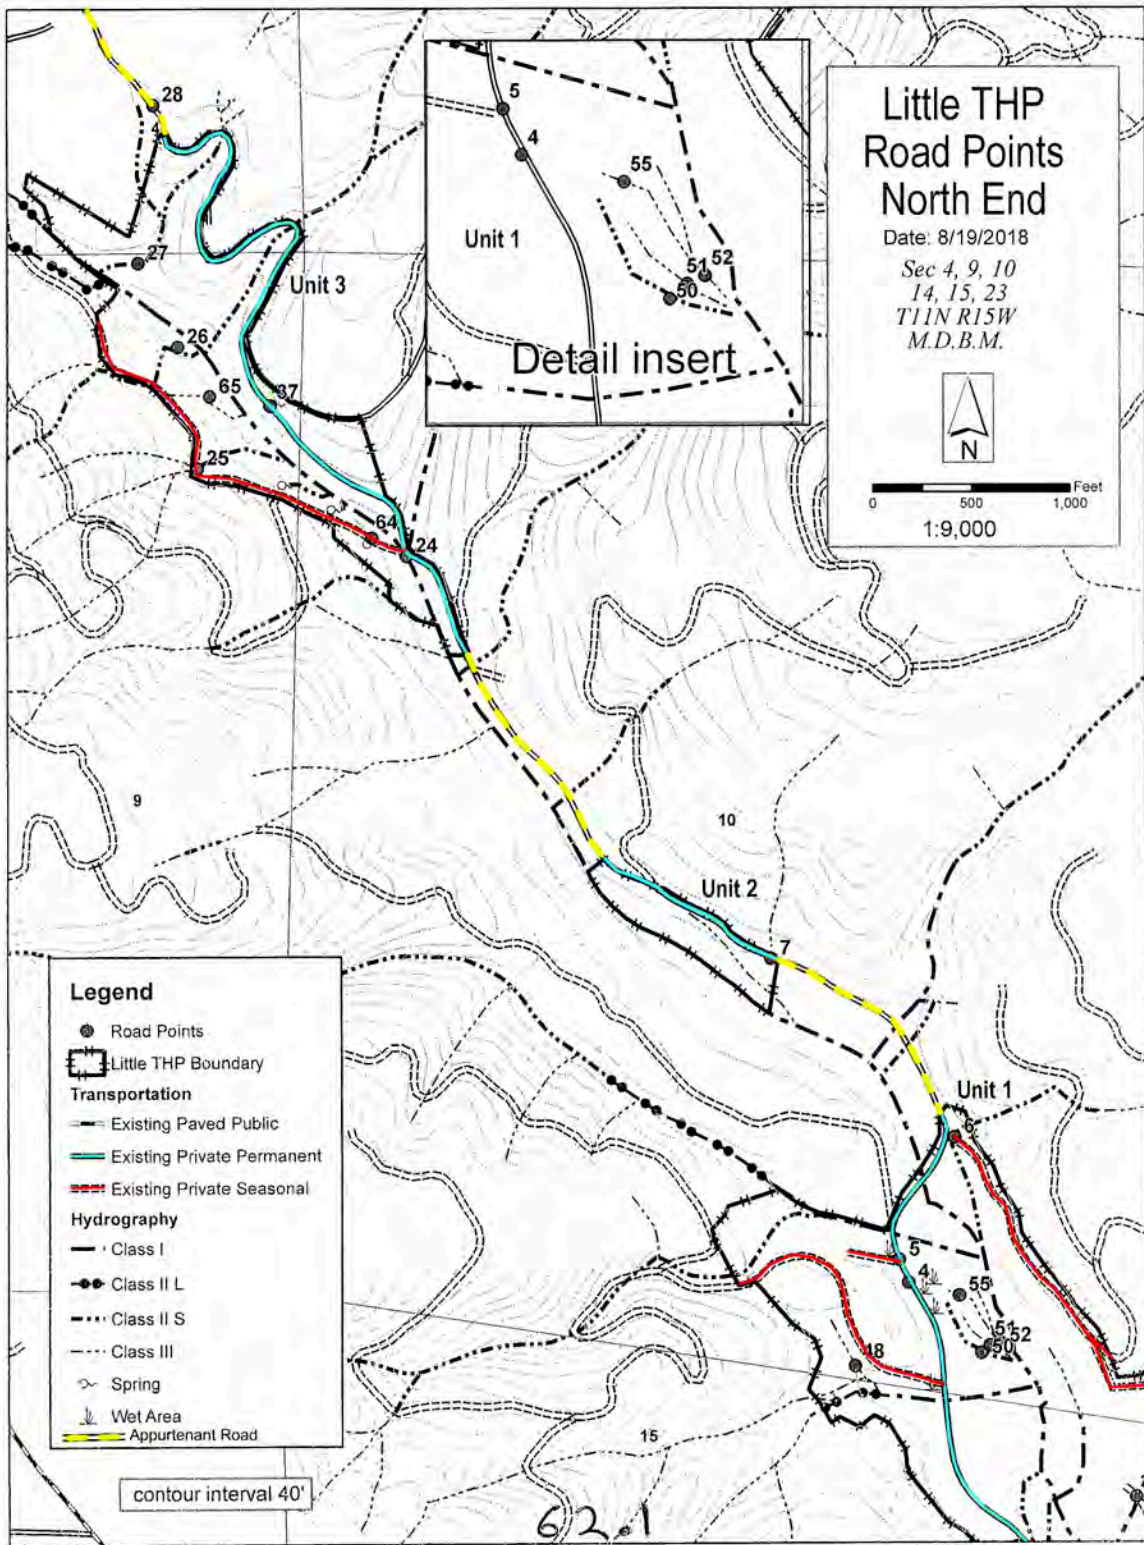 Little THP
Road Points
North End
Date: 8/19/2018
Sec 4, 9, 10
14, 15, 23
T11N R15W
M.D.B.M.
N
Feet
0 500 1,000
1:9,000
28
5
4
55
Unit 1
51 52
50
Detail insert
27
Unit 3
26
65
37
25
64
24
9
10
Unit 2
7
Unit 1
6
5
4
55
51 52
50
48
15
Legend
Road Points
Little THP Boundary
Transportation
Existing Paved Public
Existing Private Permanent
Existing Private Seasonal
Hydrography
Class I
Class II L
Class II S
Class III
Spring
Wet Area
Appurtenant Road
contour interval 40'
62.1